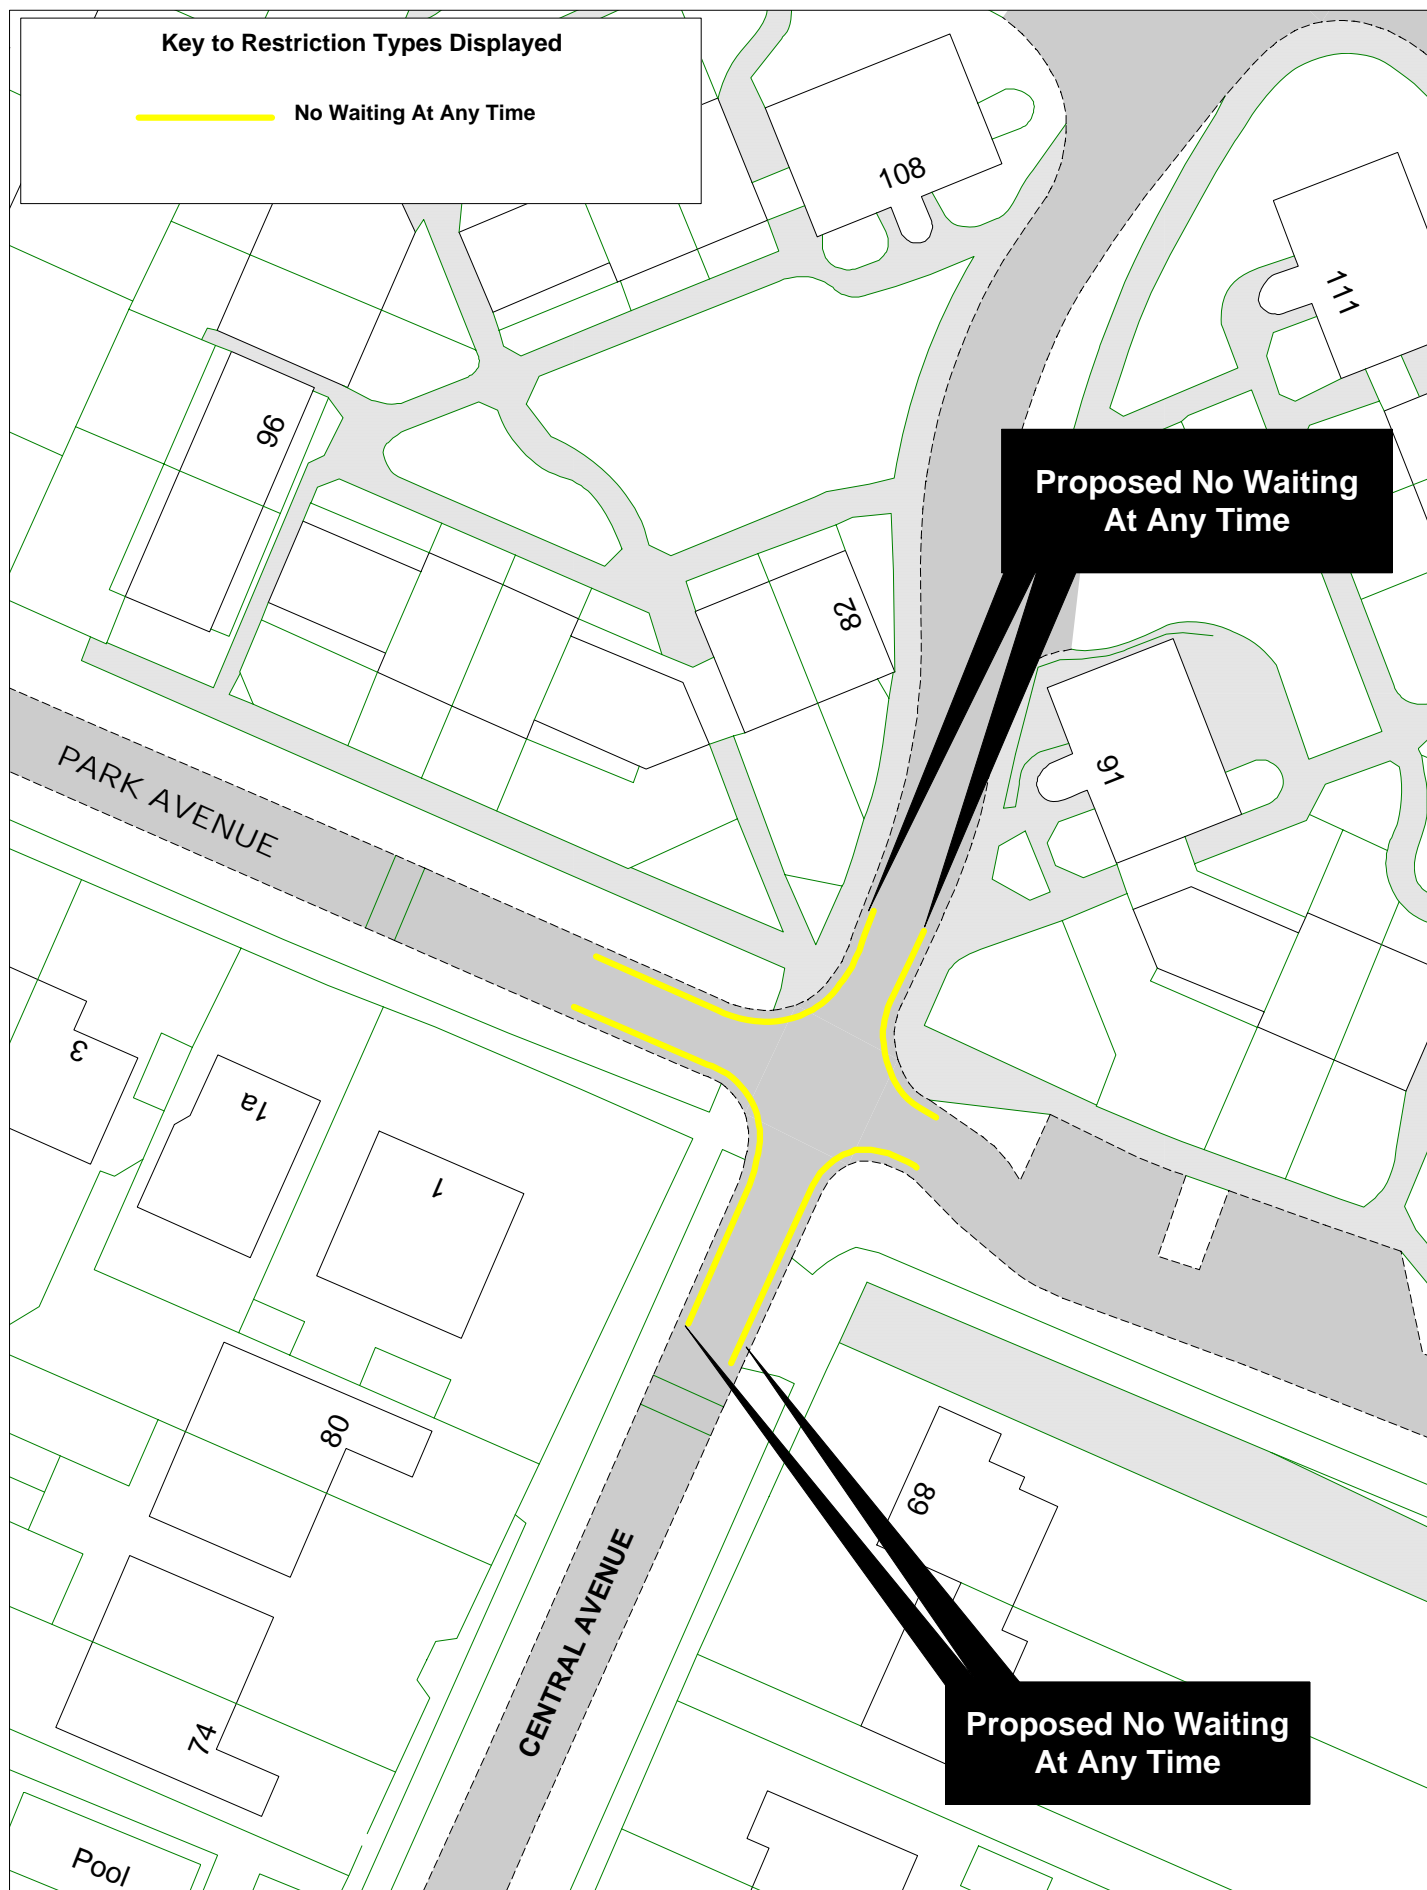 Key to Restriction Types Displayed
No Waiting At Any Time
108
111
96
Proposed No Waiting
At Any Time
82
PARK AVENUE
91
3
1a
1
80
68
CENTRAL AVENUE
74
Proposed No Waiting
At Any Time
Pool